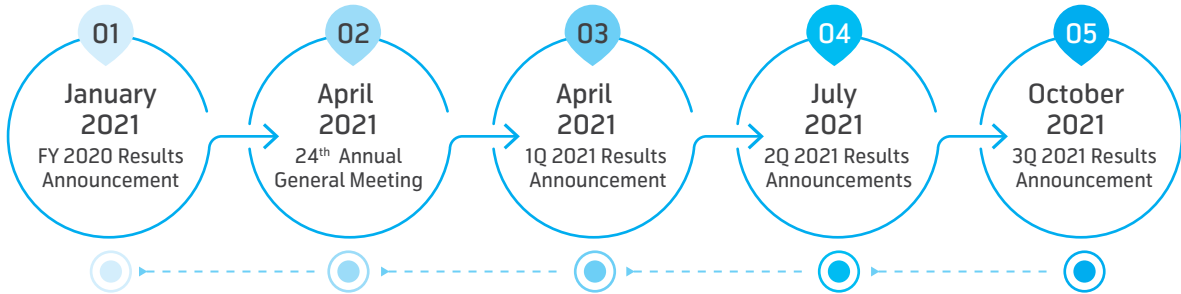 01
January
2021
FY 2020 Results
Announcement
02
April
2021
24th Annual
General Meeting
03
April
2021
1Q 2021 Results
Announcement
04
July
2021
2Q 2021 Results
Announcements
05
October
2021
3Q 2021 Results
Announcement